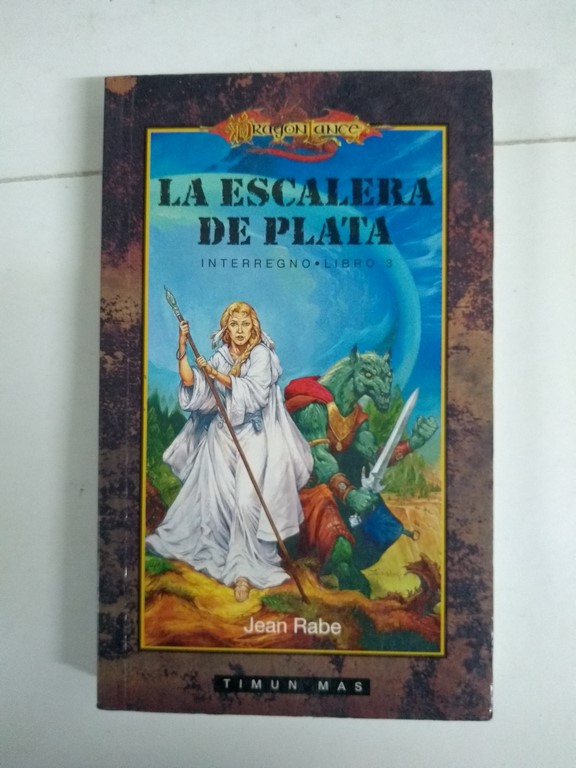 DRAGONLANCE
LA ESCALERA
DE PLATA
INTERREGNO • LIBRO 3
Jean Rabe
TIMUN MAS